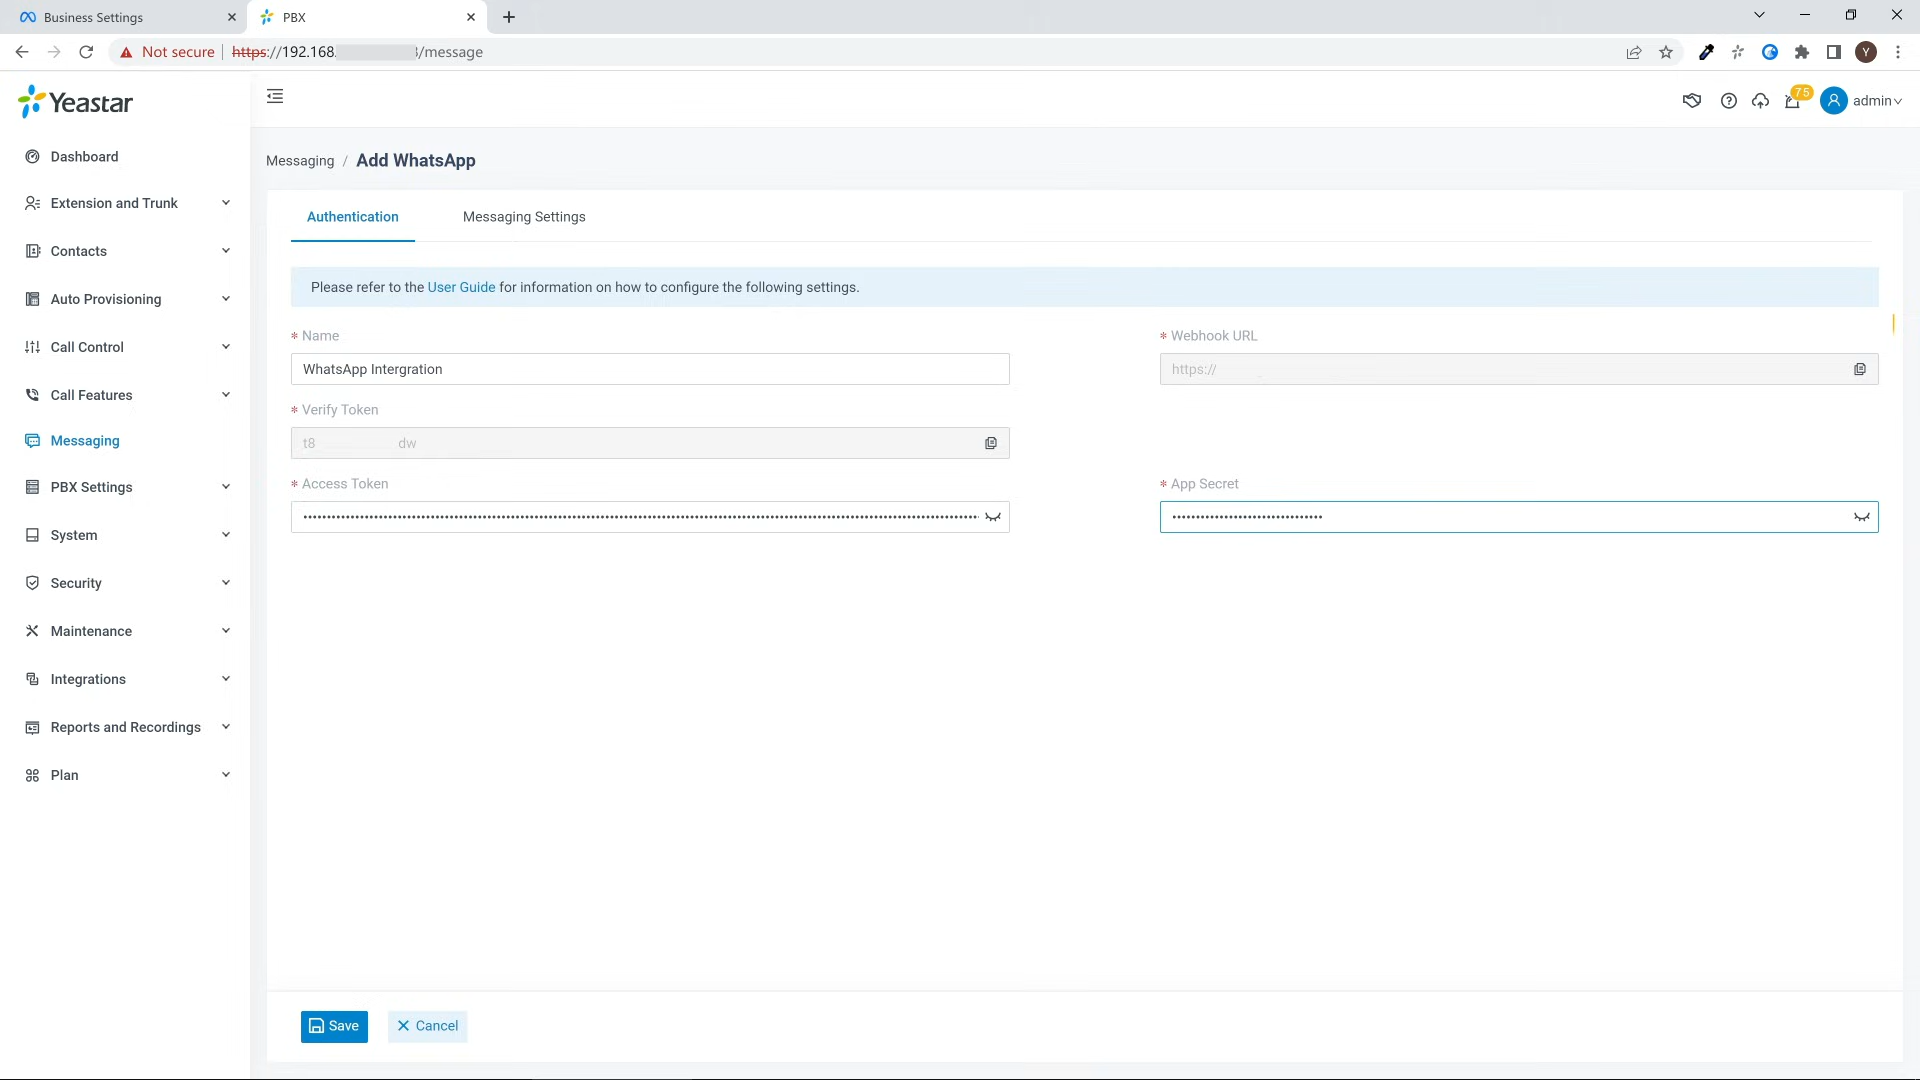 Business Settings
PBX
Not secure
https://192.168.
/message
Yeastar
75
admin
Dashboard
Extension and Trunk
Contacts
Auto Provisioning
Call Control
Call Features
Messaging
PBX Settings
System
Security
Maintenance
Integrations
Reports and Recordings
Plan
Messaging / Add WhatsApp
Authentication
Messaging Settings
Please refer to the User Guide for information on how to configure the following settings.
* Name
WhatsApp Intergration
* Webhook URL
https://
* Verify Token
t8 dw
* Access Token
* App Secret
Save
Cancel
Y